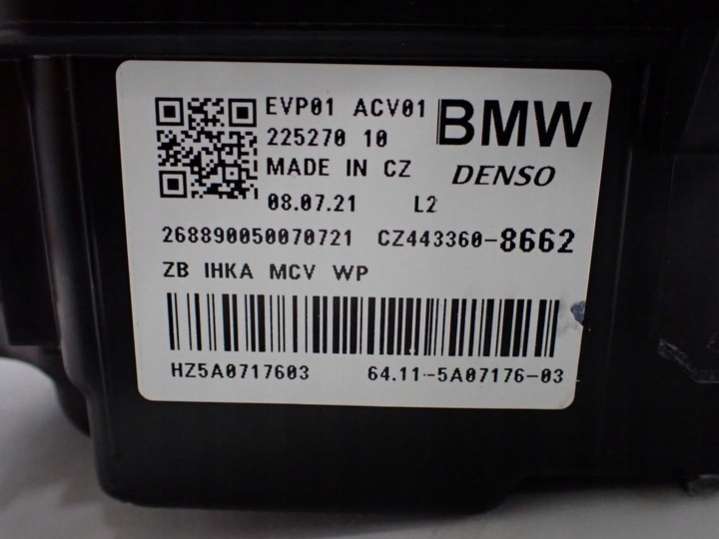 EVP01 ACV01 BMW
225270 10
MADE IN CZ DENSO
08.07.21 L2
268890050070721 CZ443360-8662
ZB IHKA MCV WP
HZ5A0717603 64.11-5A07176-03